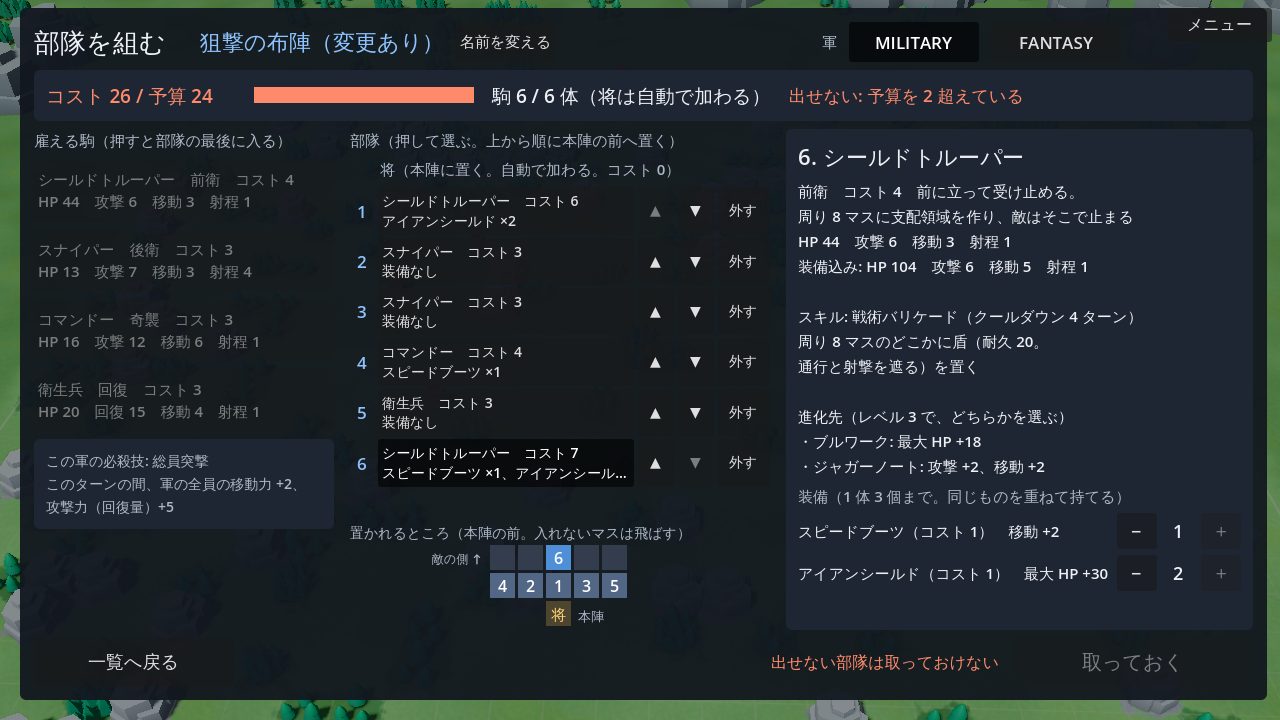 メニュー
部隊を組む
狙撃の布陣（変更あり）
名前を変える
軍
MILITARY
FANTASY
コスト 26 / 予算 24
駒 6 / 6 体（将は自動で加わる）
出せない: 予算を 2 超えている
雇える駒（押すと部隊の最後に入る）
シールドトルーパー　前衛　コスト 4
HP 44　攻撃 6　移動 3　射程 1
スナイパー　後衛　コスト 3
HP 13　攻撃 7　移動 3　射程 4
コマンドー　奇襲　コスト 3
HP 16　攻撃 12　移動 6　射程 1
衛生兵　回復　コスト 3
HP 20　回復 15　移動 4　射程 1
この軍の必殺技: 総員突撃
このターンの間、軍の全員の移動力 +2、
攻撃力（回復量）+5
部隊（押して選ぶ。上から順に本陣の前へ置く）
将（本陣に置く。自動で加わる。コスト 0）
1 シールドトルーパー　コスト 6 ▲ ▼ 外す
アイアンシールド ×2
2 スナイパー　コスト 3 ▲ ▼ 外す
装備なし
3 スナイパー　コスト 3 ▲ ▼ 外す
装備なし
4 コマンドー　コスト 4 ▲ ▼ 外す
スピードブーツ ×1
5 衛生兵　コスト 3 ▲ ▼ 外す
装備なし
6 シールドトルーパー　コスト 7 ▲ ▼ 外す
スピードブーツ ×1、アイアンシール...
置かれるところ（本陣の前。入れないマスは飛ばす）
敵の側 ↑ 6
4 2 1 3 5
将 本陣
6. シールドトルーパー
前衛　コスト 4　前に立って受け止める。
周り 8 マスに支配領域を作り、敵はそこで止まる
HP 44　攻撃 6　移動 3　射程 1
装備込み: HP 104　攻撃 6　移動 5　射程 1
スキル: 戦術バリケード（クールダウン 4 ターン）
周り 8 マスのどこかに盾（耐久 20。
通行と射撃を遮る）を置く
進化先（レベル 3 で、どちらかを選ぶ）
・ブルワーク: 最大 HP +18
・ジャガーノート: 攻撃 +2、移動 +2
装備（1 体 3 個まで。同じものを重ねて持てる）
スピードブーツ（コスト 1）　移動 +2 − 1 +
アイアンシールド（コスト 1）　最大 HP +30 − 2 +
一覧へ戻る
出せない部隊は取っておけない
取っておく